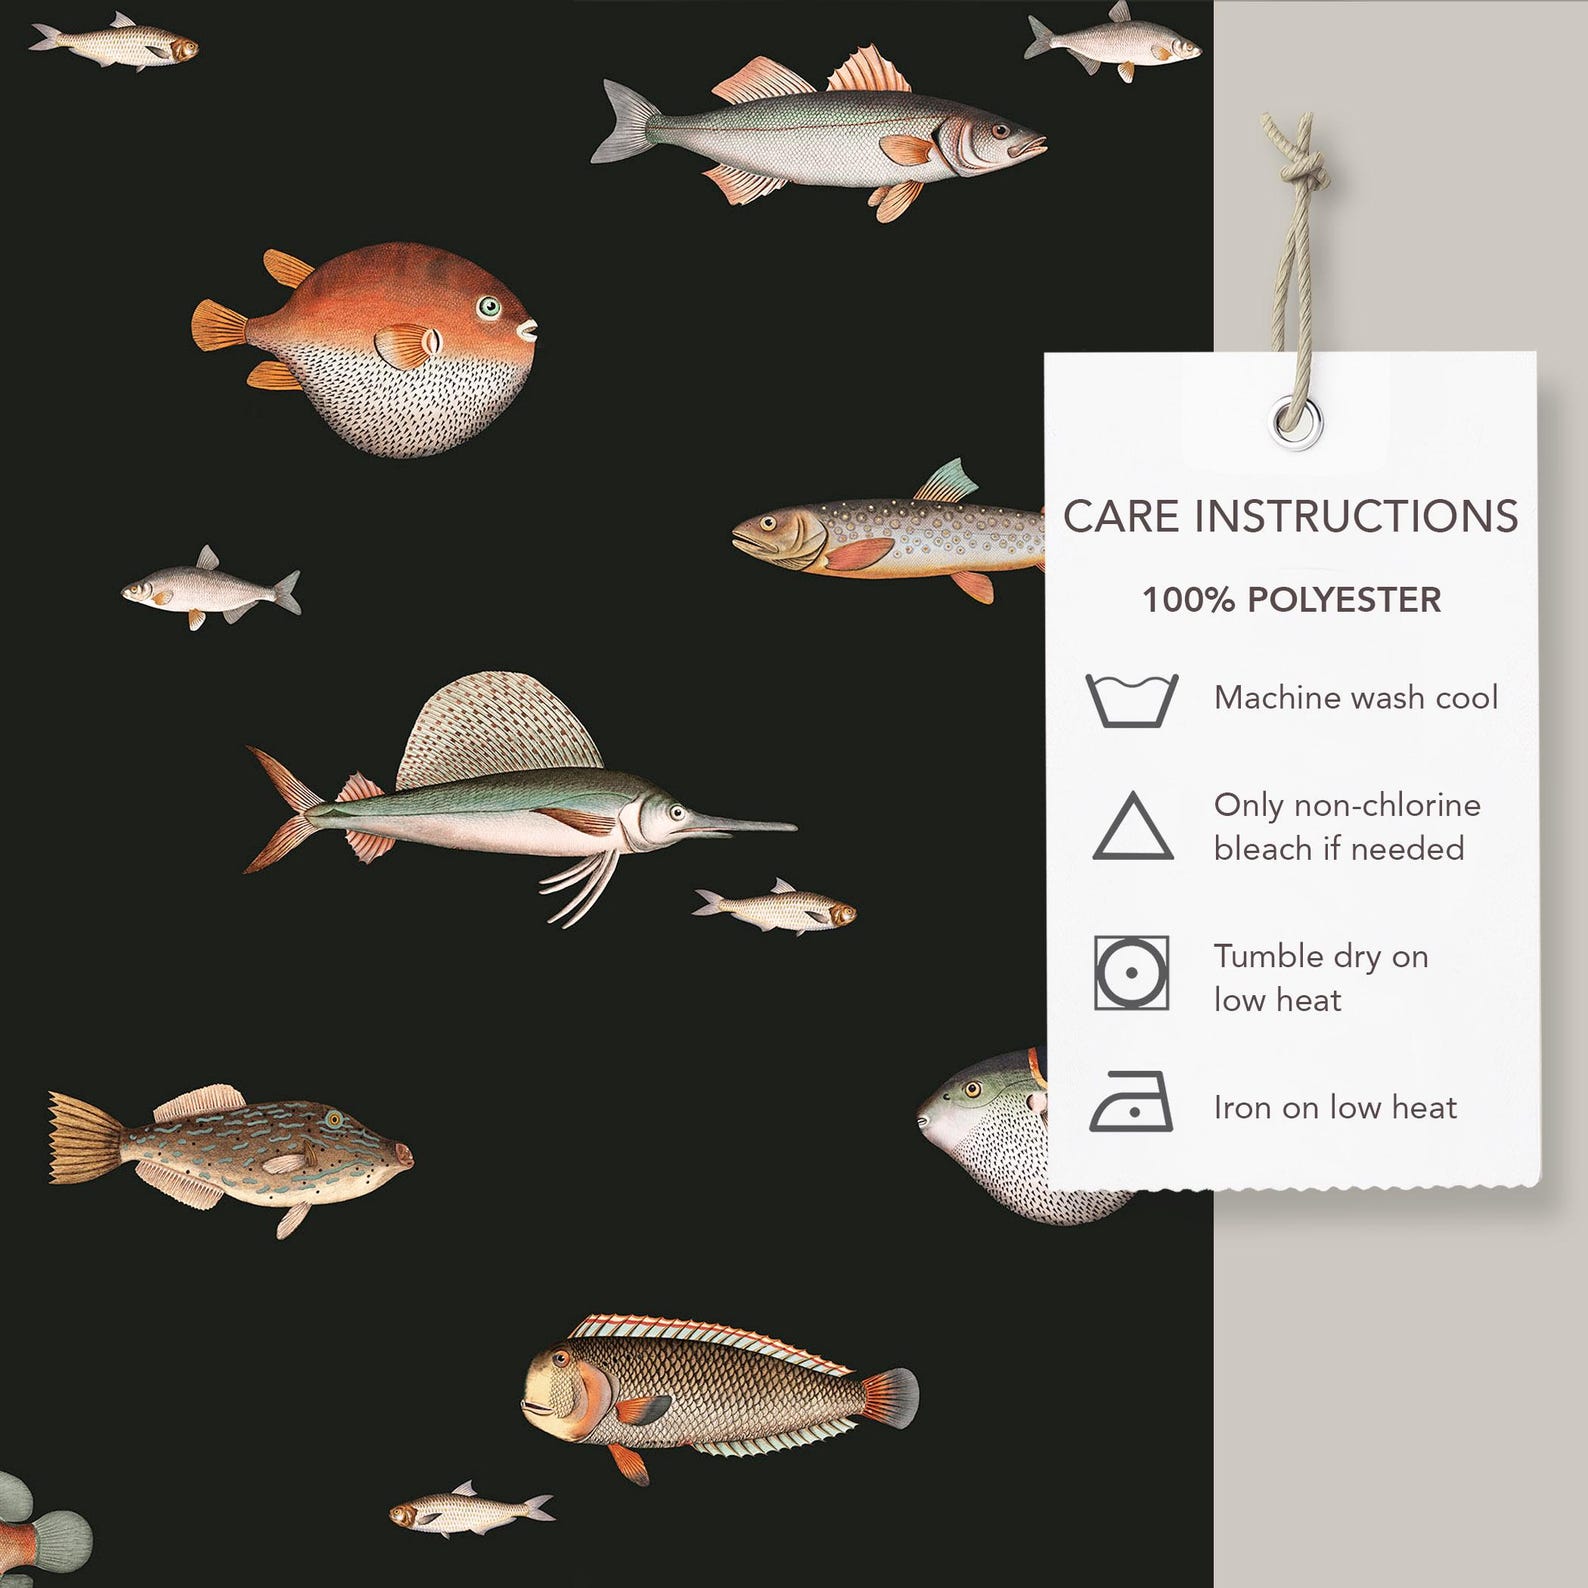 CARE INSTRUCTIONS
100% POLYESTER
Machine wash cool
Only non-chlorine
bleach if needed
Tumble dry on
low heat
Iron on low heat